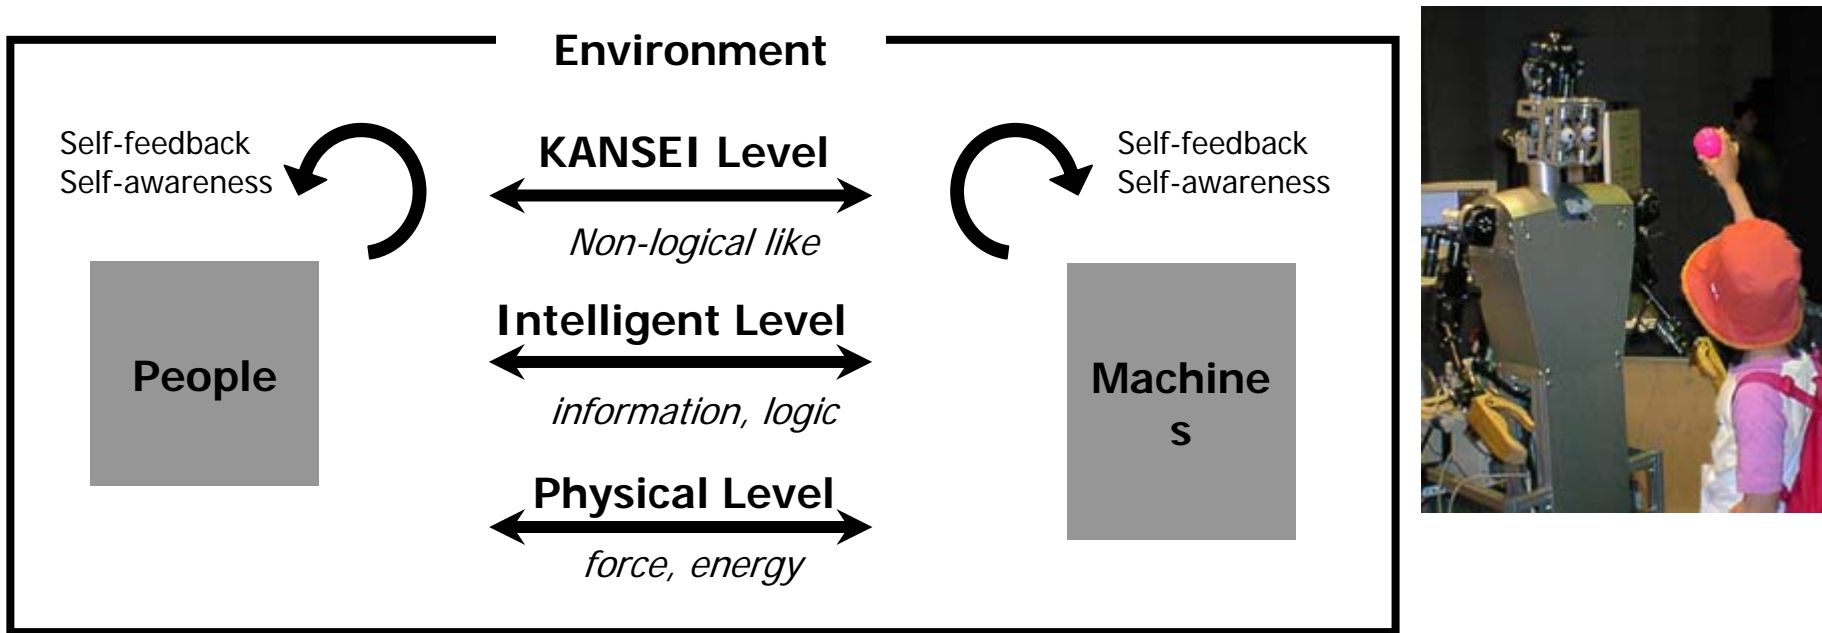 Environment
Self-feedback
Self-awareness
KANSEI Level
Non-logical like
Self-feedback
Self-awareness
Intelligent Level
information, logic
People
Machine
s
Physical Level
force, energy